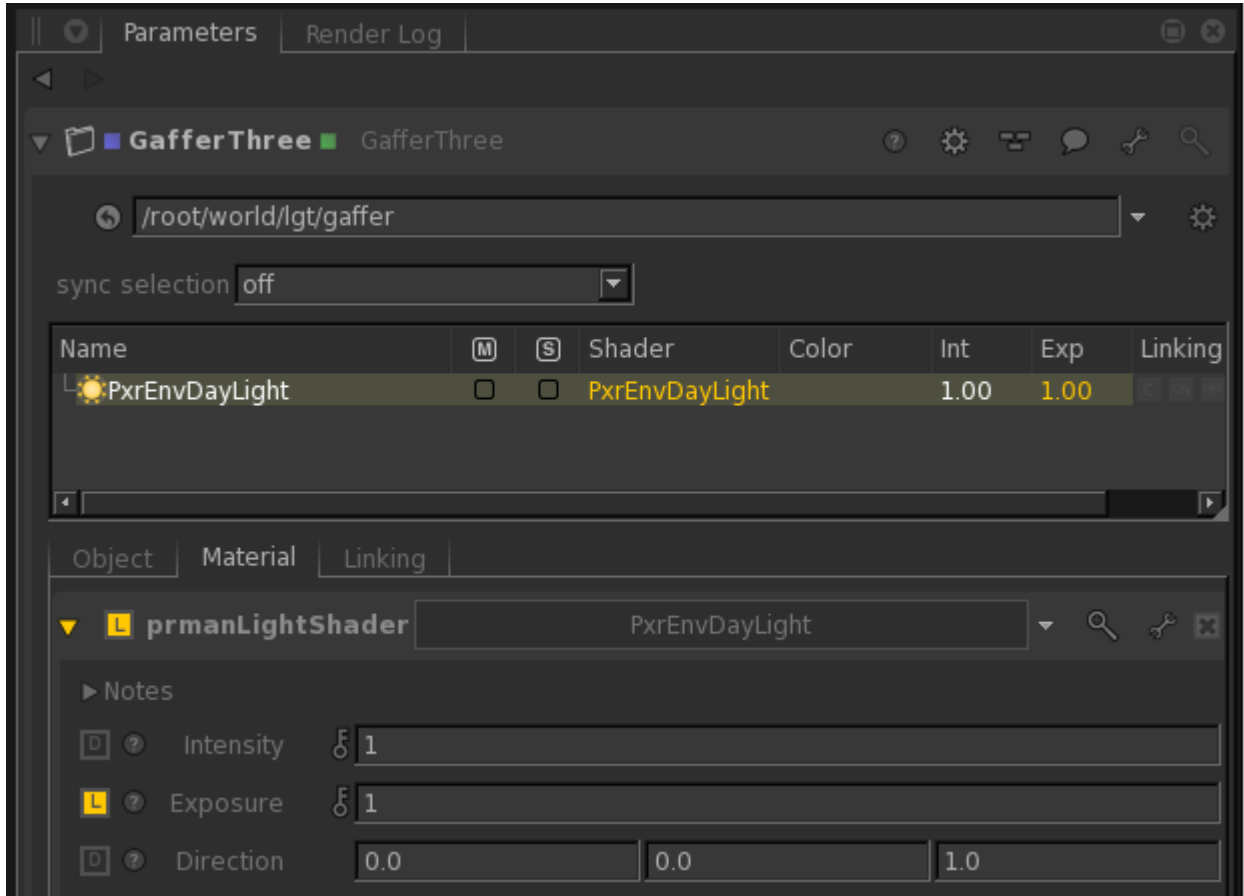 Parameters Render Log
GafferThree GafferThree
/root/world/lgt/gaffer
sync selection off
Name M S Shader Color Int Exp Linking
PxrEnvDayLight PxrEnvDayLight 1.00 1.00 C ON OFF
Object Material Linking
L prmanLightShader PxrEnvDayLight
Notes
D ? Intensity 1
L ? Exposure 1
D ? Direction 0.0 0.0 1.0